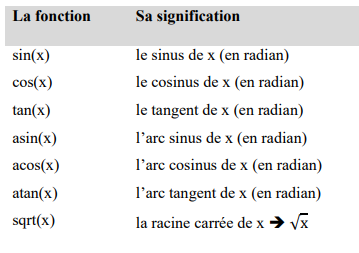 La fonction Sa signification
sin(x) le sinus de x (en radian)
cos(x) le cosinus de x (en radian)
tan(x) le tangent de x (en radian)
asin(x) l’arc sinus de x (en radian)
acos(x) l’arc cosinus de x (en radian)
atan(x) l’arc tangent de x (en radian)
sqrt(x) la racine carrée de x ➔ √x